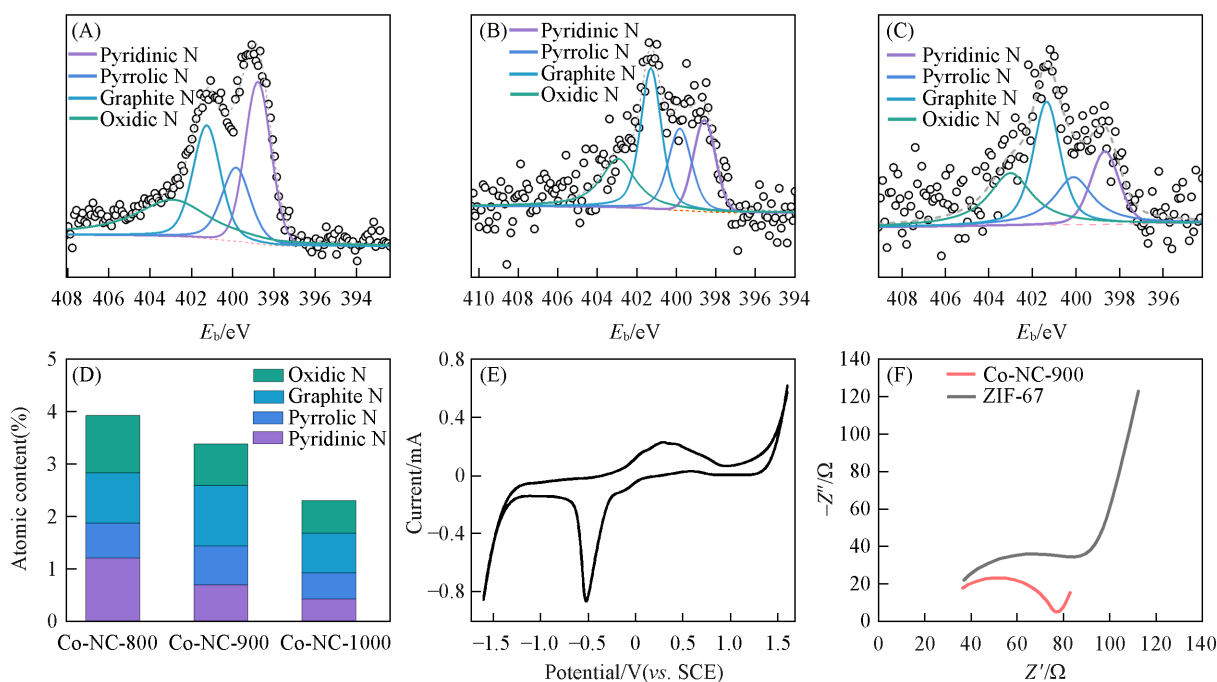 (A)
Pyridinic N
Pyrrolic N
Graphite N
Oxidic N
408 406 404 402 400 398 396 394
E_b/eV
(B)
Pyridinic N
Pyrrolic N
Graphite N
Oxidic N
410 408 406 404 402 400 398 396 394
E_b/eV
(C)
Pyridinic N
Pyrrolic N
Graphite N
Oxidic N
408 406 404 402 400 398 396
E_b/eV
(D)
Oxidic N
Graphite N
Pyrrolic N
Pyridinic N
Atomic content(%)
5
4
3
2
1
0
Co-NC-800 Co-NC-900 Co-NC-1000
(E)
Current/mA
0.8
0.4
0
−0.4
−0.8
−1.5 −1.0 −0.5 0 0.5 1.0 1.5
Potential/V(vs. SCE)
(F)
Co-NC-900
ZIF-67
−Z″/Ω
140
120
100
80
60
40
20
0
0 20 40 60 80 100 120 140
Z′/Ω